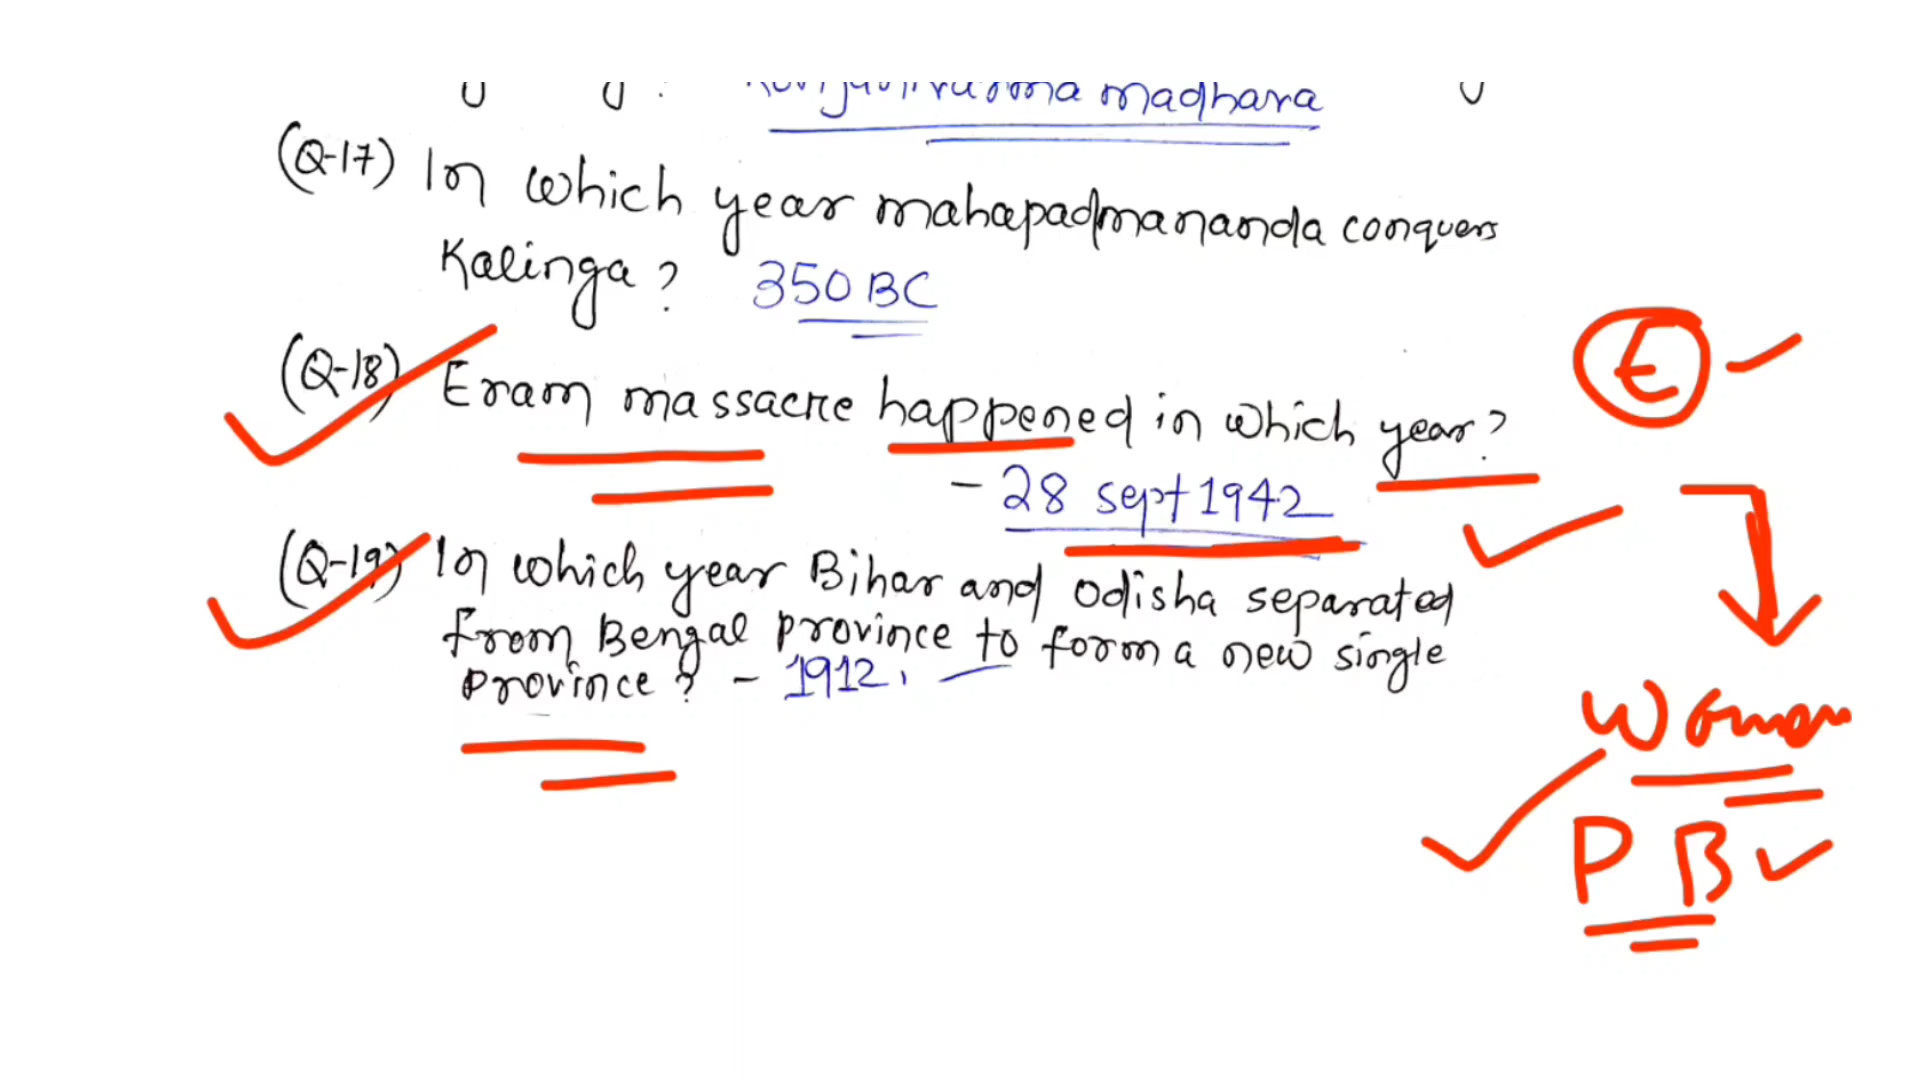 madhara
(Q-17) In which year mahapadmananda conquers
Kalinga? 350 BC
(Q-18) Eram massacre happened in which year?
- 28 sept 1942
(Q-19) In which year Bihar and Odisha separated
from Bengal province to form a new single
province? - 1912.
E
Woman
P B